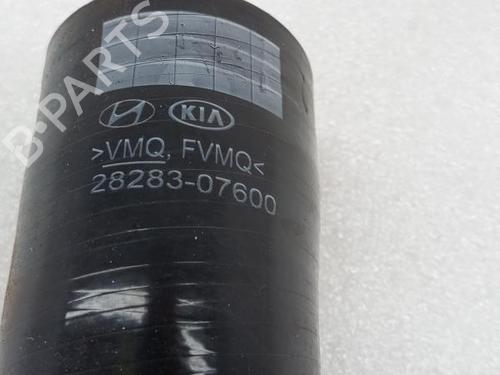 B-PARTS
KIA
>VMQ, FVMQ<
28283-07600